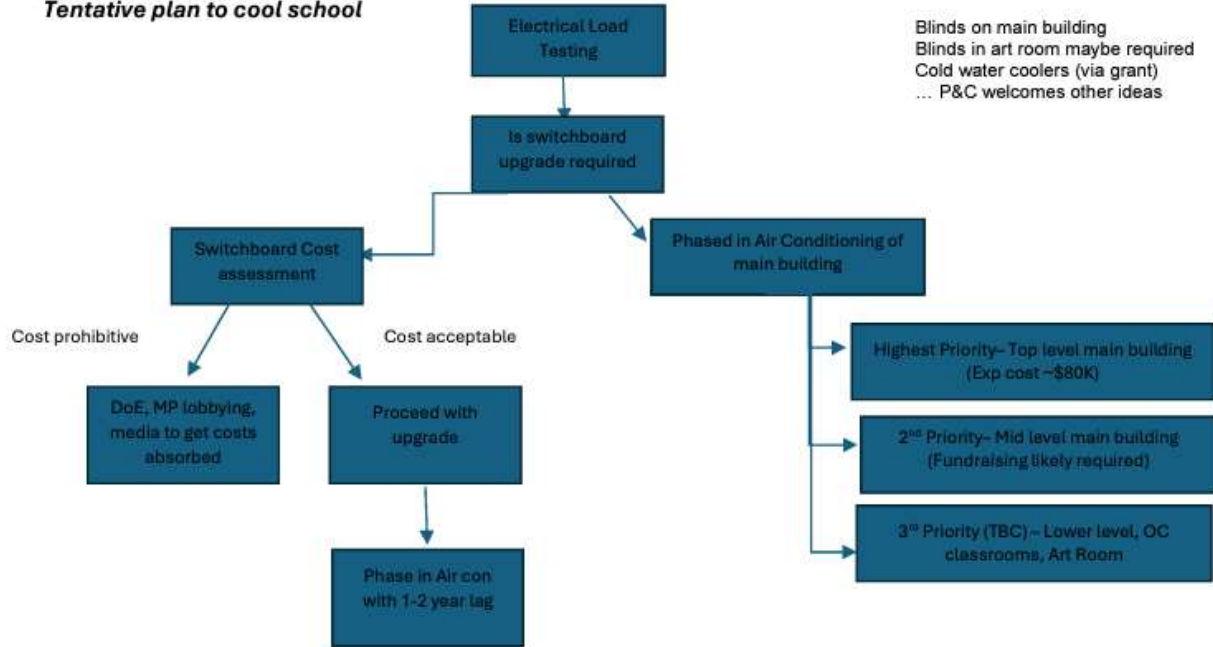 Tentative plan to cool school
Electrical Load
Testing
Blinds on main building
Blinds in art room maybe required
Cold water coolers (via grant)
... P&C welcomes other ideas
Is switchboard
upgrade required
Switchboard Cost
assessment
Phased in Air Conditioning of
main building
Cost prohibitive
Cost acceptable
Highest Priority– Top level main building
(Exp cost ~$80K)
DoE, MP lobbying,
media to get costs
absorbed
Proceed with
upgrade
2nd Priority– Mid level main building
(Fundraising likely required)
3rd Priority (TBC) – Lower level, OC
classrooms, Art Room
Phase in Air con
with 1-2 year lag